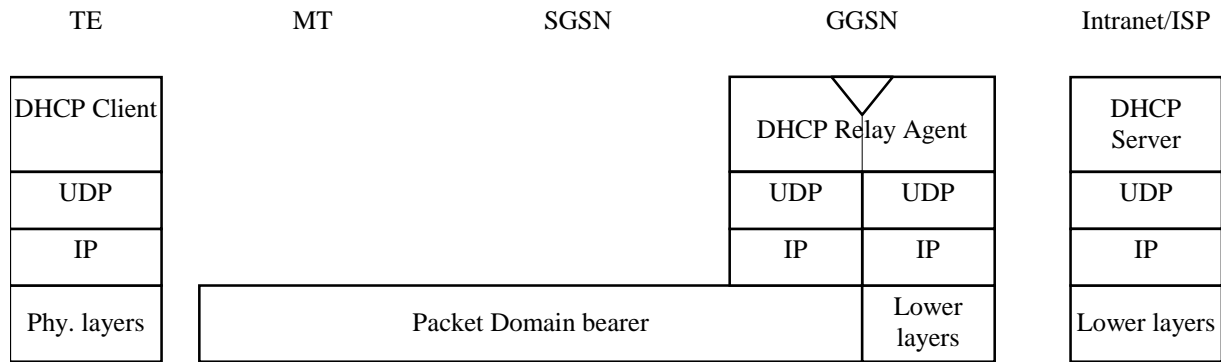 TE MT SGSN GGSN Intranet/ISP
DHCP Client
DHCP Relay Agent
DHCP
Server
UDP UDP UDP UDP
IP IP IP IP
Phy. layers Packet Domain bearer Lower
layers Lower layers